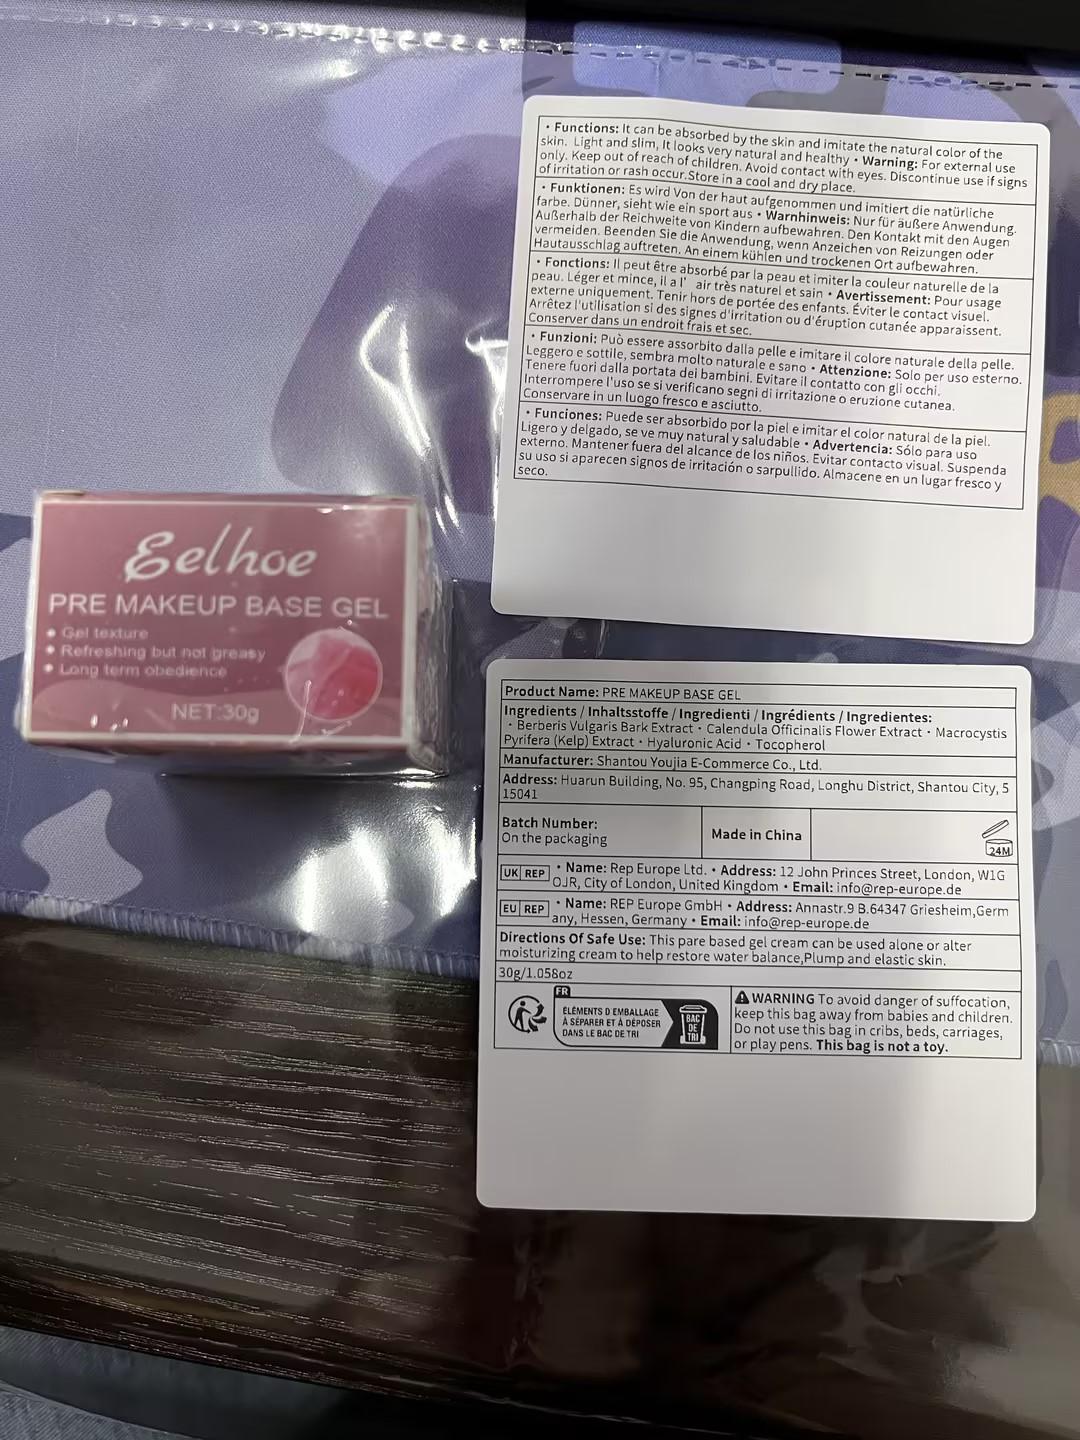 Eelhoe
PRE MAKEUP BASE GEL
• Gel texture
• Refreshing but not greasy
• Long term obedience
NET:30g
• Functions: It can be absorbed by the skin and imitate the natural color of the
skin. Light and slim, It looks very natural and healthy • Warning: For external use
only. Keep out of reach of children. Avoid contact with eyes. Discontinue use if signs
of irritation or rash occur.Store in a cool and dry place.
• Funktionen: Es wird Von der haut aufgenommen und imitiert die natürliche
farbe. Dünner, sieht wie ein sport aus • Warnhinweis: Nur für äußere Anwendung.
Außerhalb der Reichweite von Kindern aufbewahren. Den Kontakt mit den Augen
vermeiden. Beenden Sie die Anwendung, wenn Anzeichen von Reizungen oder
Hautausschlag auftreten. An einem kühlen und trockenen Ort aufbewahren.
• Fonctions: Il peut être absorbé par la peau et imiter la couleur naturelle de la
peau. Léger et mince, il a l' air très naturel et sain • Avertissement: Pour usage
externe uniquement. Tenir hors de portée des enfants. Éviter le contact visuel.
Arrêtez l'utilisation si des signes d'irritation ou d'éruption cutanée apparaissent.
Conserver dans un endroit frais et sec.
• Funzioni: Può essere assorbito dalla pelle e imitare il colore naturale della pelle.
Leggero e sottile, sembra molto naturale e sano • Attenzione: Solo per uso esterno.
Tenere fuori dalla portata dei bambini. Evitare il contatto con gli occhi.
Interrompere l'uso se si verificano segni di irritazione o eruzione cutanea.
Conservare in un luogo fresco e asciutto.
• Funciones: Puede ser absorbido por la piel e imitar el color natural de la piel.
Ligero y delgado, se ve muy natural y saludable • Advertencia: Sólo para uso
externo. Mantener fuera del alcance de los niños. Evitar contacto visual. Suspenda
su uso si aparecen signos de irritación o sarpullido. Almacene en un lugar fresco y
seco.
Product Name: PRE MAKEUP BASE GEL
Ingredients / Inhaltsstoffe / Ingredienti / Ingrédients / Ingredientes:
• Berberis Vulgaris Bark Extract • Calendula Officinalis Flower Extract • Macrocystis
Pyrifera (Kelp) Extract • Hyaluronic Acid • Tocopherol
Manufacturer: Shantou Youjia E-Commerce Co., Ltd.
Address: Huarun Building, No. 95, Changping Road, Longhu District, Shantou City, 5
15041
Batch Number:
On the packaging
Made in China
24M
UK REP • Name: Rep Europe Ltd. • Address: 12 John Princes Street, London, W1G
OJR, City of London, United Kingdom • Email: info@rep-europe.de
EU REP • Name: REP Europe GmbH • Address: Annastr.9 B.64347 Griesheim,Germ
any, Hessen, Germany • Email: info@rep-europe.de
Directions Of Safe Use: This pare based gel cream can be used alone or alter
moisturizing cream to help restore water balance,Plump and elastic skin.
30g/1.058oz
FR
ÉLÉMENTS D'EMBALLAGE
À SÉPARER ET À DÉPOSER
DANS LE BAC DE TRI
BAC
DE
TRI
WARNING To avoid danger of suffocation,
keep this bag away from babies and children.
Do not use this bag in cribs, beds, carriages,
or play pens. This bag is not a toy.